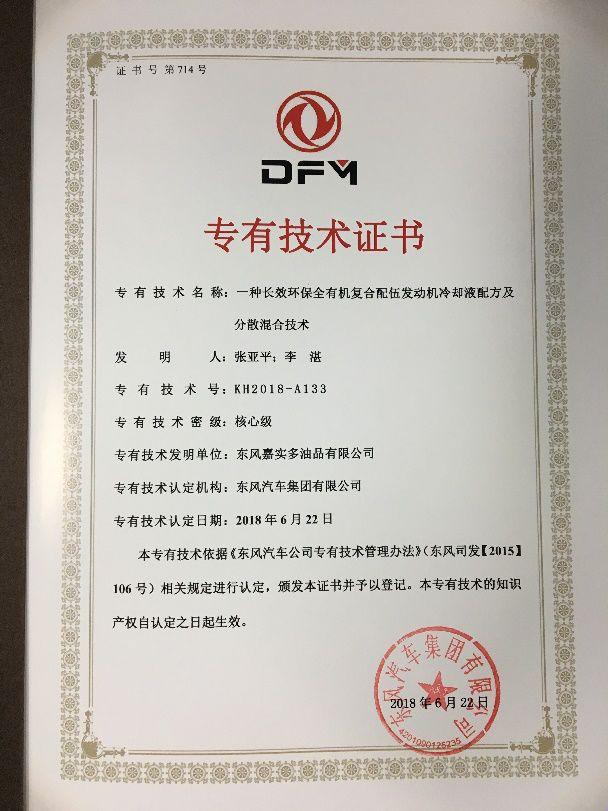 证书号第714号
DFM
专有技术证书
专有技术名称：一种长效环保全有机复合配伍发动机冷却液配方及
分散混合技术
发明人：张亚平；李湛
专有技术号：KH2018-A133
专有技术密级：核心级
专有技术发明单位：东风嘉实多油品有限公司
专有技术认定机构：东风汽车集团有限公司
专有技术认定日期：2018年6月22日
本专有技术依据《东风汽车公司专有技术管理办法》（东风司发【2015】
106号）相关规定进行认定，颁发本证书并予以登记。本专有技术的知识
产权自认定之日起生效。
东风汽车集团有限公司
2018年6月22日
4201090125235